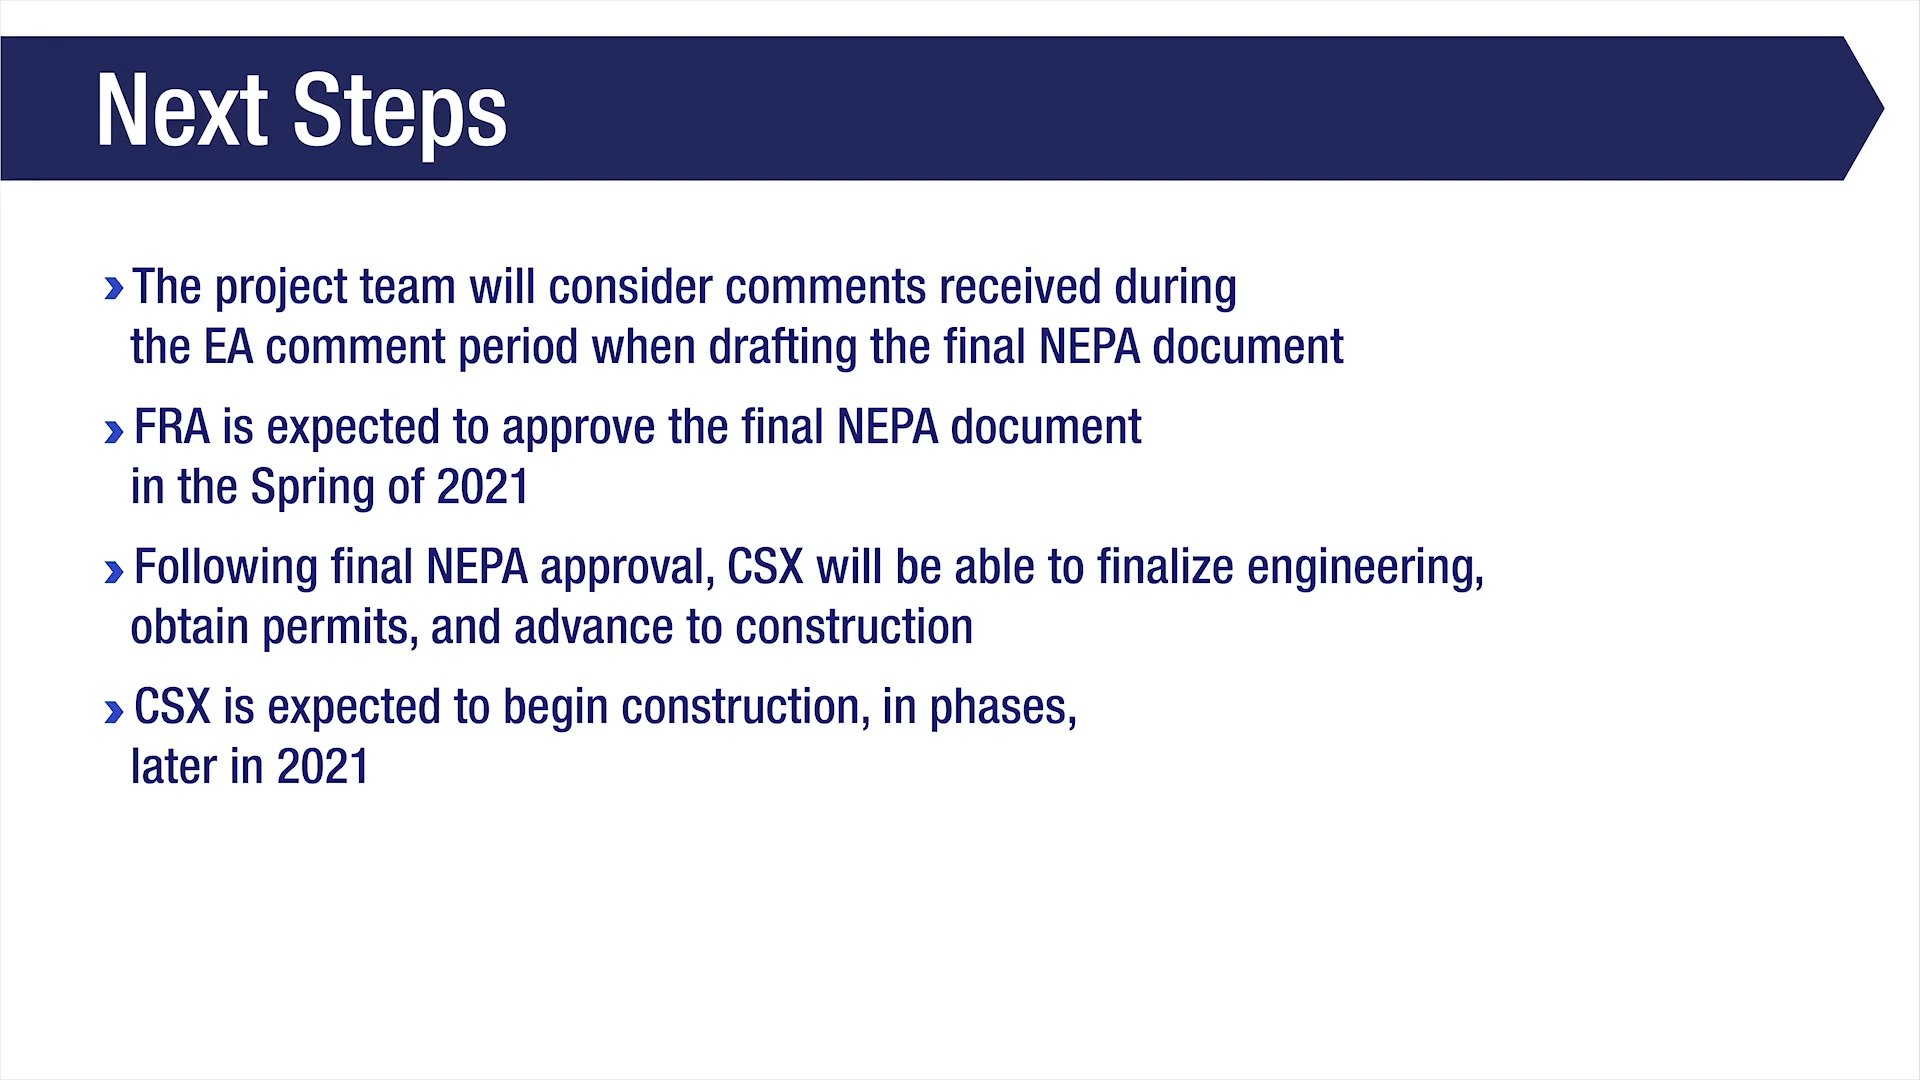 Next Steps
› The project team will consider comments received during
the EA comment period when drafting the final NEPA document
› FRA is expected to approve the final NEPA document
in the Spring of 2021
› Following final NEPA approval, CSX will be able to finalize engineering,
obtain permits, and advance to construction
› CSX is expected to begin construction, in phases,
later in 2021